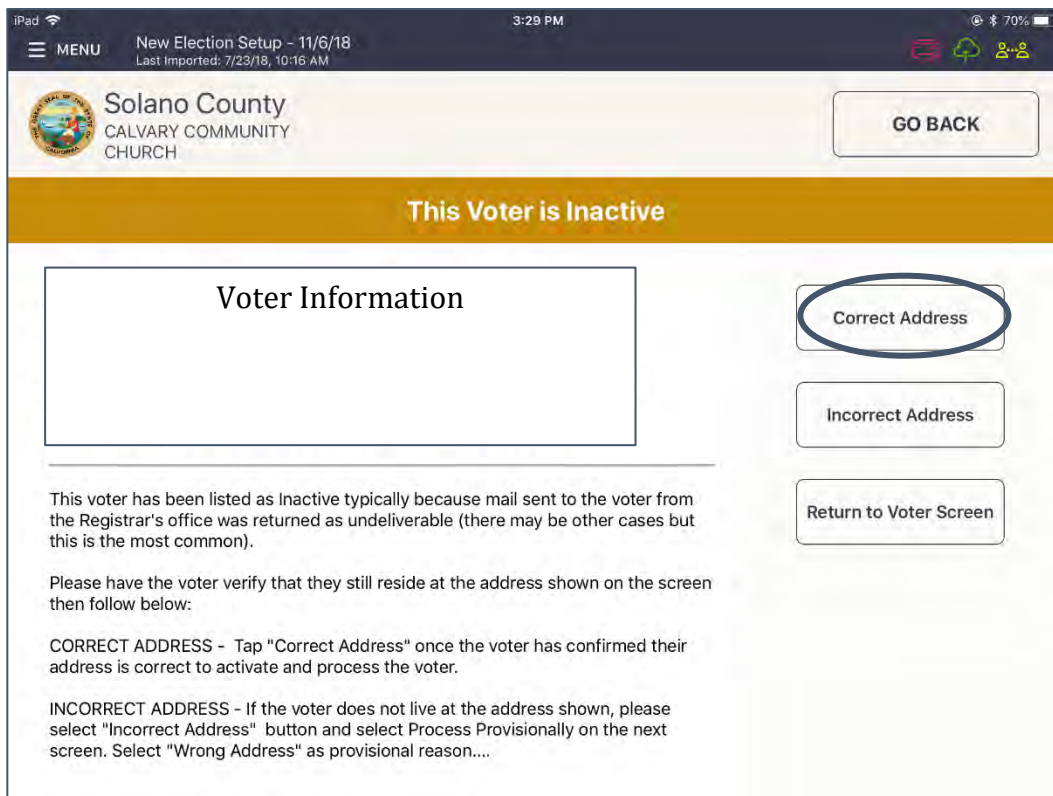 iPad 3:29 PM 70%
MENU New Election Setup - 11/6/18
Last Imported: 7/23/18, 10:16 AM
Solano County
CALVARY COMMUNITY
CHURCH
GO BACK
This Voter is Inactive
Voter Information
Correct Address
Incorrect Address
Return to Voter Screen
This voter has been listed as Inactive typically because mail sent to the voter from
the Registrar's office was returned as undeliverable (there may be other cases but
this is the most common).
Please have the voter verify that they still reside at the address shown on the screen
then follow below:
CORRECT ADDRESS - Tap "Correct Address" once the voter has confirmed their
address is correct to activate and process the voter.
INCORRECT ADDRESS - If the voter does not live at the address shown, please
select "Incorrect Address" button and select Process Provisionally on the next
screen. Select "Wrong Address" as provisional reason....